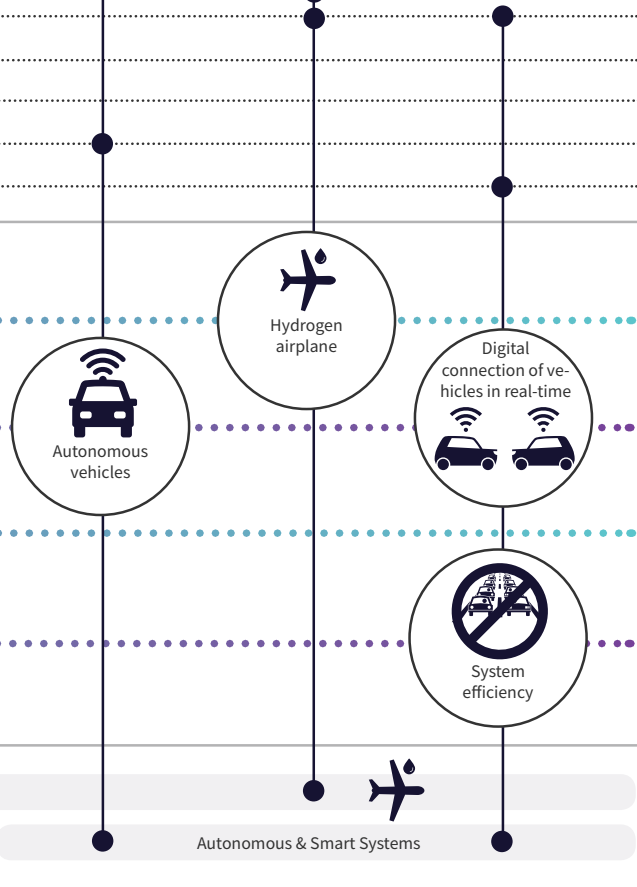 Hydrogen
airplane
Digital
connection of ve-
hicles in real-time
Autonomous
vehicles
System
efficiency
Autonomous & Smart Systems